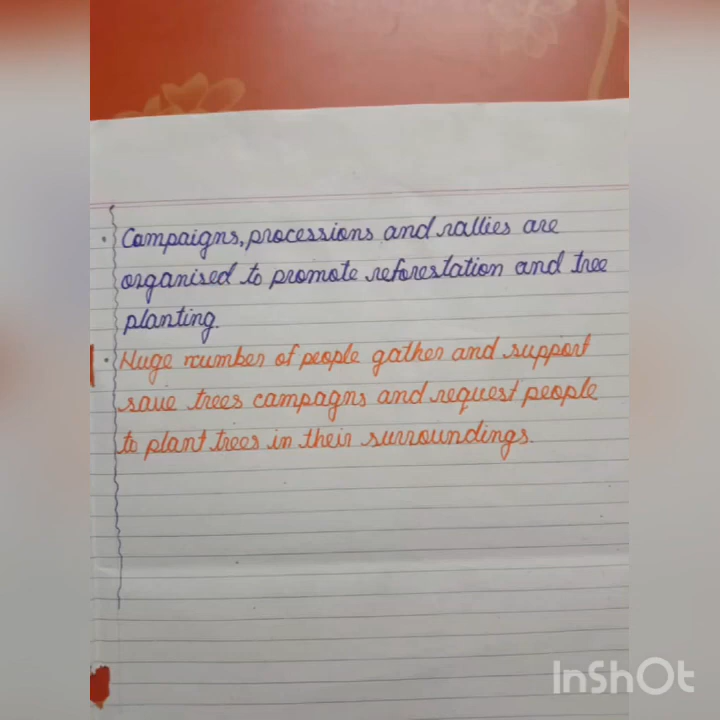 • Campaigns, processions and rallies are
organised to promote reforestation and tree
planting.
• Huge number of people gather and support
save trees campagns and request people
to plant trees in their surroundings.
InShOt